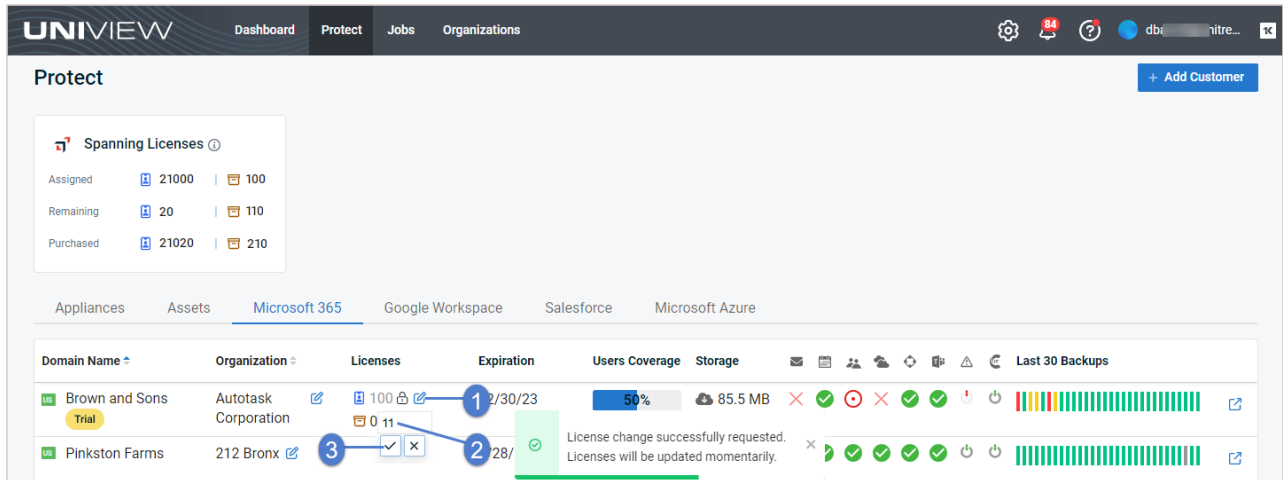 UNIVIEW Dashboard Protect Jobs Organizations 84
Protect
+ Add Customer
Spanning Licenses
Assigned 21000 | 100
Remaining 20 | 110
Purchased 21020 | 210
Appliances Assets Microsoft 365 Google Workspace Salesforce Microsoft Azure
Domain Name Organization Licenses Expiration Users Coverage Storage Last 30 Backups
US Brown and Sons Autotask 100 1 2/30/23 50% 85.5 MB
Trial Corporation 0 11 2
License change successfully requested.
US Pinkston Farms 212 Bronx 3 /28/
Licenses will be updated momentarily.